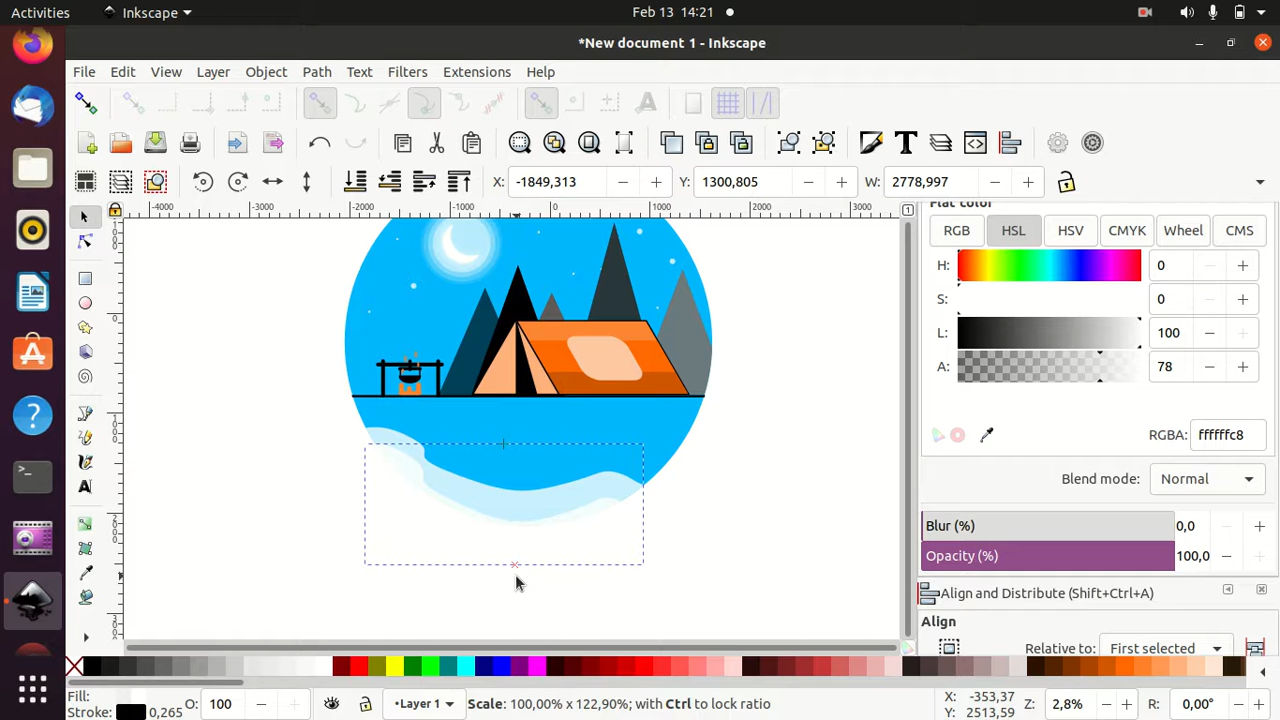 Activities
Inkscape
Feb 13 14:21
*New document 1 - Inkscape
File Edit View Layer Object Path Text Filters Extensions Help
X: -1849,313 Y: 1300,805 W: 2778,997
-4000 -3000 -2000 -1000 0 1000 2000 3000
Flat color
RGB HSL HSV CMYK Wheel CMS
H: 0
S: 0
L: 100
A: 78
RGBA: ffffffc8
Blend mode: Normal
Blur (%) 0,0
Opacity (%) 100,0
Align and Distribute (Shift+Ctrl+A)
Align
Relative to: First selected
Fill:
Stroke: 0,265
O: 100
•Layer 1
Scale: 100,00% x 122,90%; with Ctrl to lock ratio
X: -353,37
Y: 2513,59
Z: 2,8%
R: 0,00°